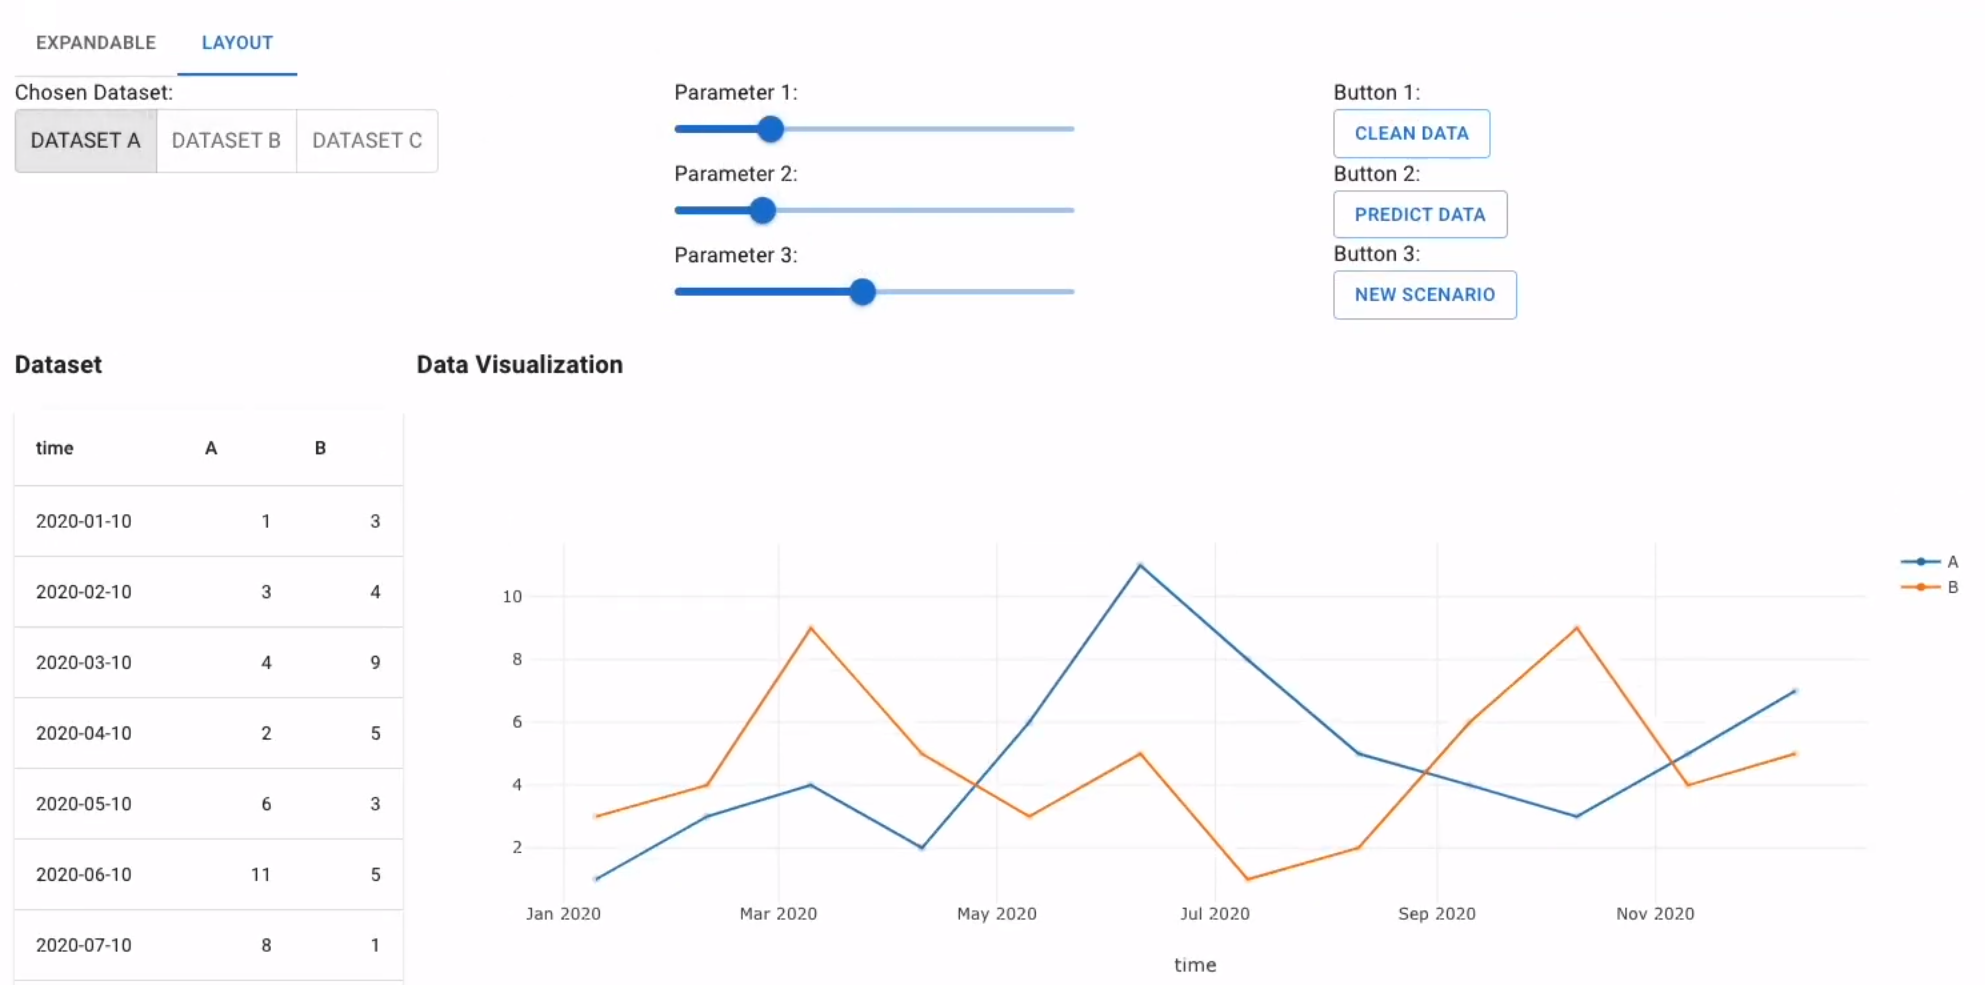 EXPANDABLE LAYOUT
Chosen Dataset:
DATASET A DATASET B DATASET C
Parameter 1:
Parameter 2:
Parameter 3:
Button 1:
CLEAN DATA
Button 2:
PREDICT DATA
Button 3:
NEW SCENARIO
Dataset
time A B
2020-01-10 1 3
2020-02-10 3 4
2020-03-10 4 9
2020-04-10 2 5
2020-05-10 6 3
2020-06-10 11 5
2020-07-10 8 1
Data Visualization
10
8
6
4
2
Jan 2020 Mar 2020 May 2020 Jul 2020 Sep 2020 Nov 2020
time
A
B